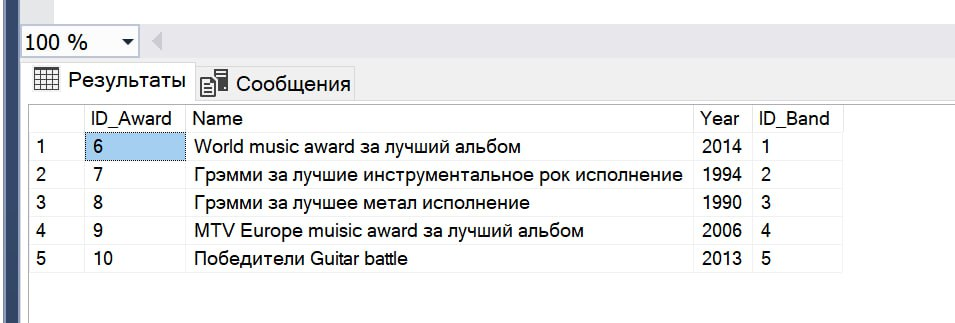 100 %
Результаты Сообщения
ID_Award Name Year ID_Band
1 6 World music award за лучший альбом 2014 1
2 7 Грэмми за лучшие инструментальное рок исполнение 1994 2
3 8 Грэмми за лучшее метал исполнение 1990 3
4 9 MTV Europe muisic award за лучший альбом 2006 4
5 10 Победители Guitar battle 2013 5